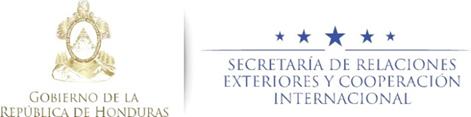 GOBIERNO DE LA
REPÚBLICA DE HONDURAS
SECRETARÍA DE RELACIONES
EXTERIORES Y COOPERACIÓN
INTERNACIONAL